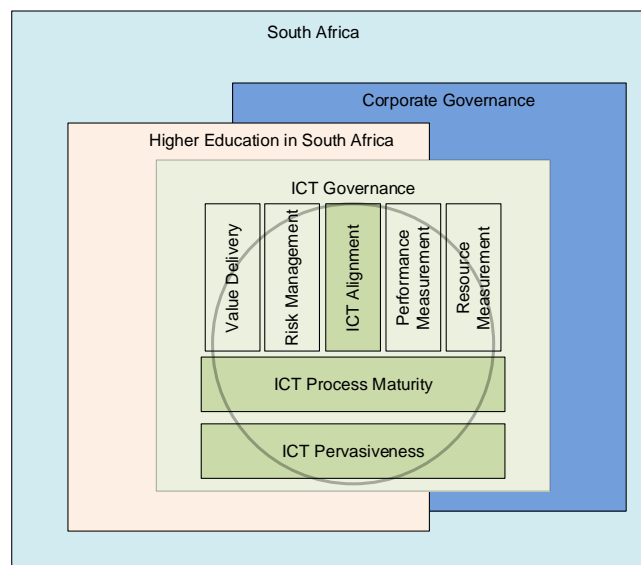 South Africa
Corporate Governance
Higher Education in South Africa
ICT Governance
Value Delivery
Risk Management
ICT Alignment
Performance
Measurement
Resource
Measurement
ICT Process Maturity
ICT Pervasiveness